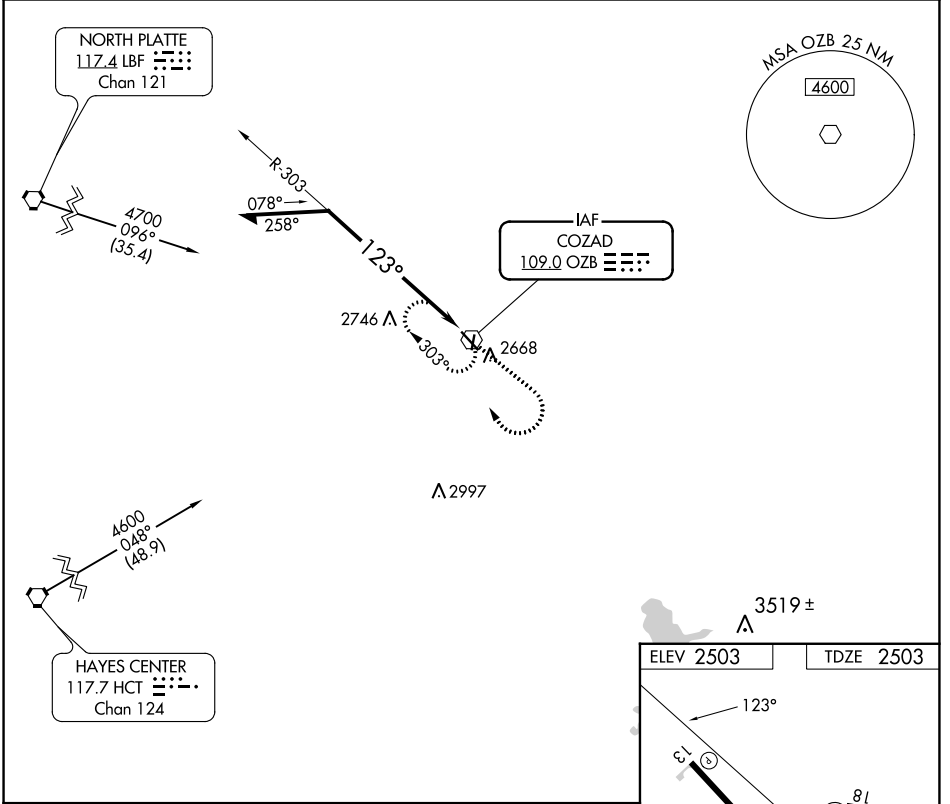 NORTH PLATTE
117.4 LBF
Chan 121
MSA OZB 25 NM
4600
R-303
078°
258°
4700
096°
(35.4)
123°
IAF
COZAD
109.0 OZB
2746
2668
303°
2997
4600
048°
(48.9)
HAYES CENTER
117.7 HCT
Chan 124
3519 ±
ELEV 2503
TDZE 2503
123°
13
P
18